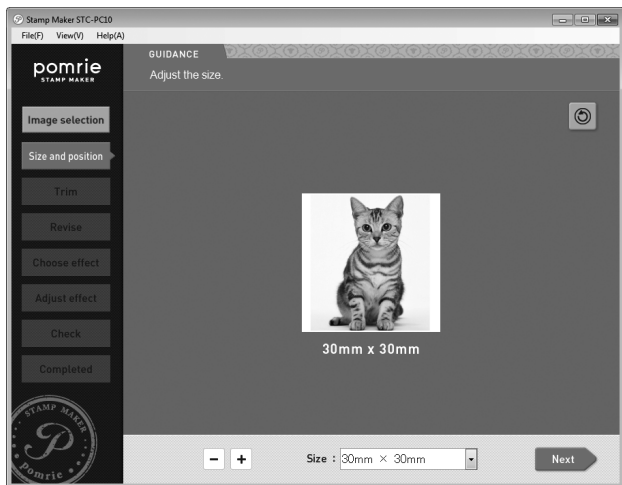 Stamp Maker STC-PC10
File(F) View(V) Help(A)
pomrie
STAMP MAKER
GUIDANCE
Adjust the size.
Image selection
Size and position
Trim
Revise
Choose effect
Adjust effect
Check
Completed
30mm x 30mm
STAMP MAKER
P
Pomrie
− +
Size : 30mm × 30mm
Next